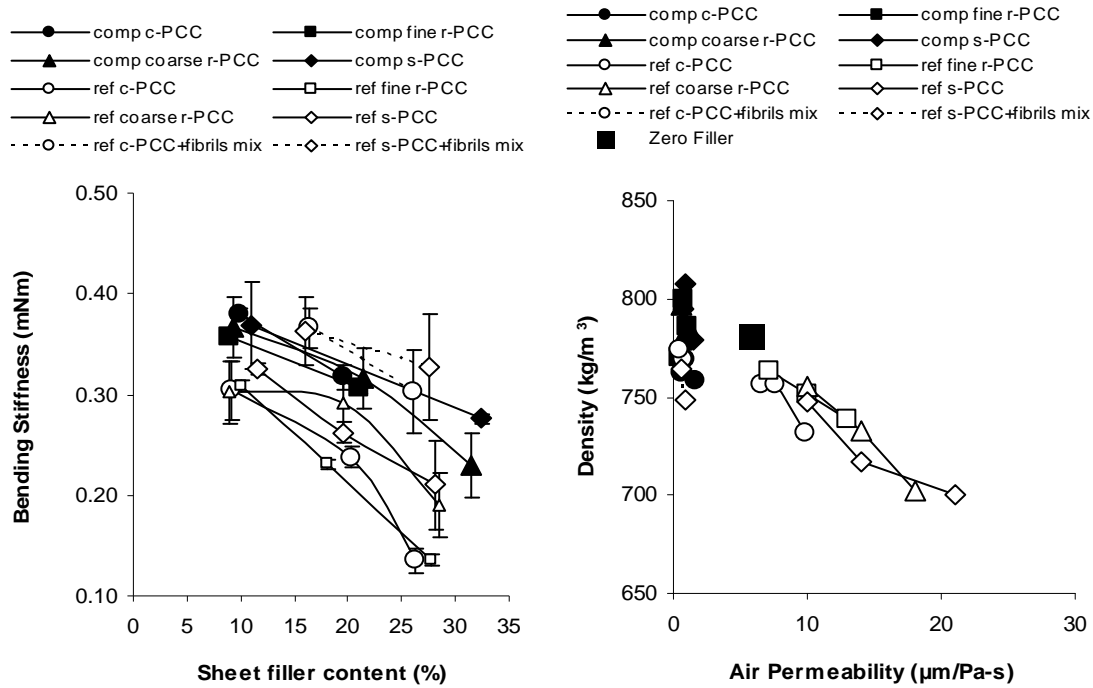 comp c-PCC
comp fine r-PCC
comp coarse r-PCC
comp s-PCC
ref c-PCC
ref fine r-PCC
ref coarse r-PCC
ref s-PCC
ref c-PCC+fibrils mix
ref s-PCC+fibrils mix
0.50
0.40
0.30
0.20
0.10
Bending Stiffness (mNm)
0 5 10 15 20 25 30 35
Sheet filler content (%)
comp c-PCC
comp fine r-PCC
comp coarse r-PCC
comp s-PCC
ref c-PCC
ref fine r-PCC
ref coarse r-PCC
ref s-PCC
ref c-PCC+fibrils mix
ref s-PCC+fibrils mix
Zero Filler
850
800
750
700
650
Density (kg/m³)
0 10 20 30
Air Permeability (µm/Pa-s)